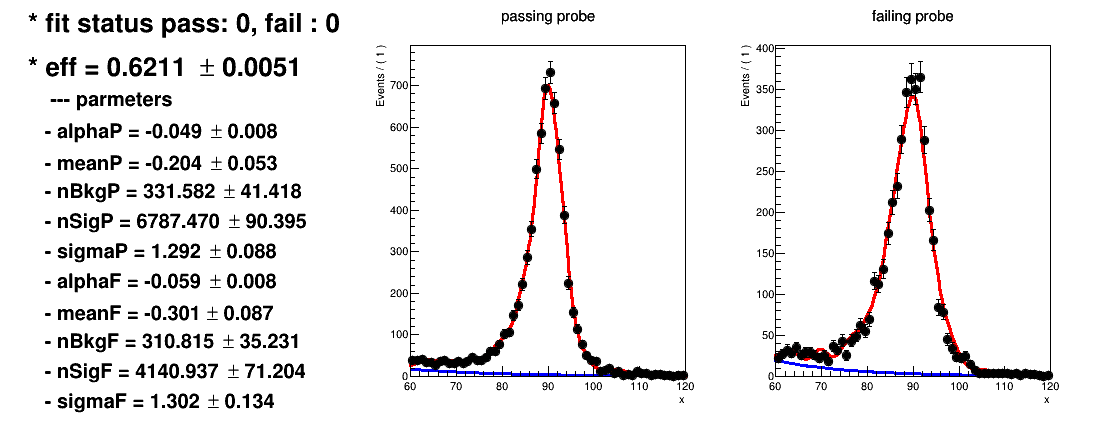 * fit status pass: 0, fail : 0
* eff = 0.6211 ± 0.0051
--- parmeters
- alphaP = -0.049 ± 0.008
- meanP = -0.204 ± 0.053
- nBkgP = 331.582 ± 41.418
- nSigP = 6787.470 ± 90.395
- sigmaP = 1.292 ± 0.088
- alphaF = -0.059 ± 0.008
- meanF = -0.301 ± 0.087
- nBkgF = 310.815 ± 35.231
- nSigF = 4140.937 ± 71.204
- sigmaF = 1.302 ± 0.134
passing probe
Events / ( 1 )
700
600
500
400
300
200
100
0
60 70 80 90 100 110 120
x
failing probe
Events / ( 1 )
400
350
300
250
200
150
100
50
0
60 70 80 90 100 110 120
x